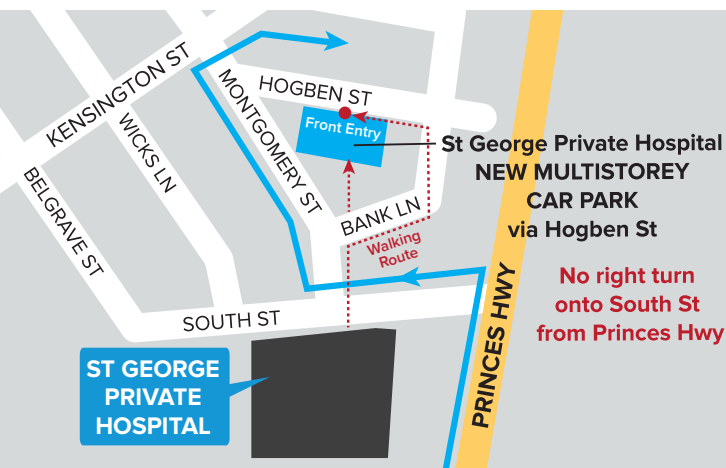 KENSINGTON ST
WICKS LN
BELGRAVE ST
MONTGOMERY ST
HOGBEN ST
Front Entry
BANK LN
Walking
Route
SOUTH ST
PRINCES HWY
St George Private Hospital
NEW MULTISTOREY
CAR PARK
via Hogben St
No right turn
onto South St
from Princes Hwy
ST GEORGE
PRIVATE
HOSPITAL